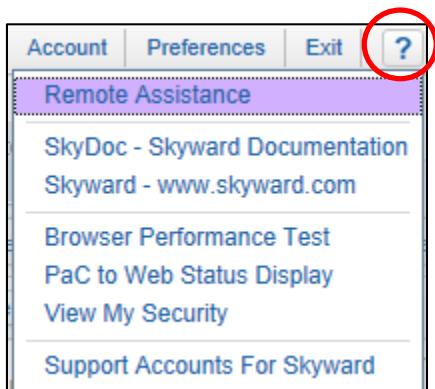 Account Preferences Exit ?
Remote Assistance
SkyDoc - Skyward Documentation
Skyward - www.skyward.com
Browser Performance Test
PaC to Web Status Display
View My Security
Support Accounts For Skyward